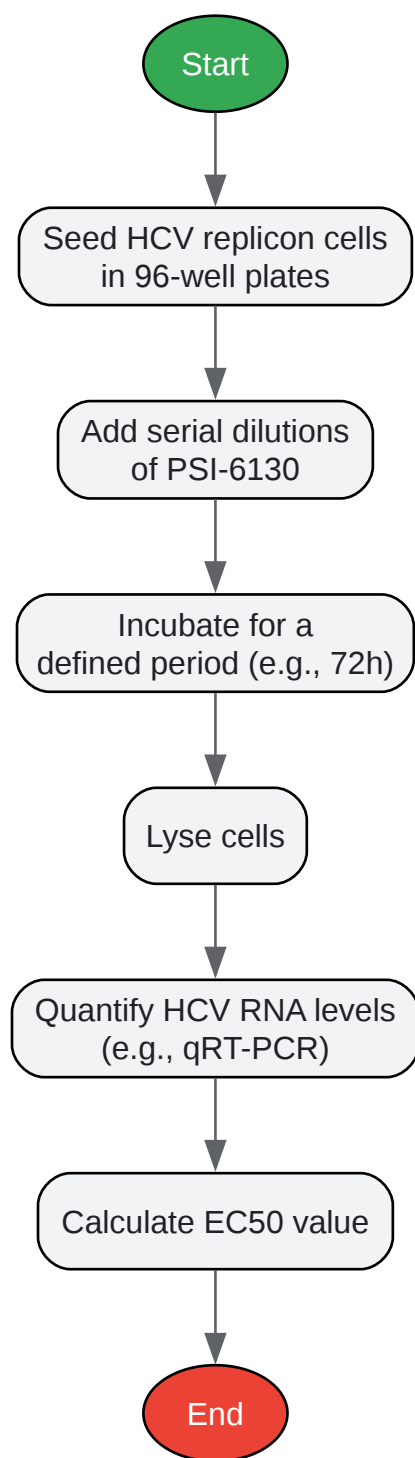 Start
Seed HCV replicon cells
in 96-well plates
Add serial dilutions
of PSI-6130
Incubate for a
defined period (e.g., 72h)
Lyse cells
Quantify HCV RNA levels
(e.g., qRT-PCR)
Calculate EC50 value
End